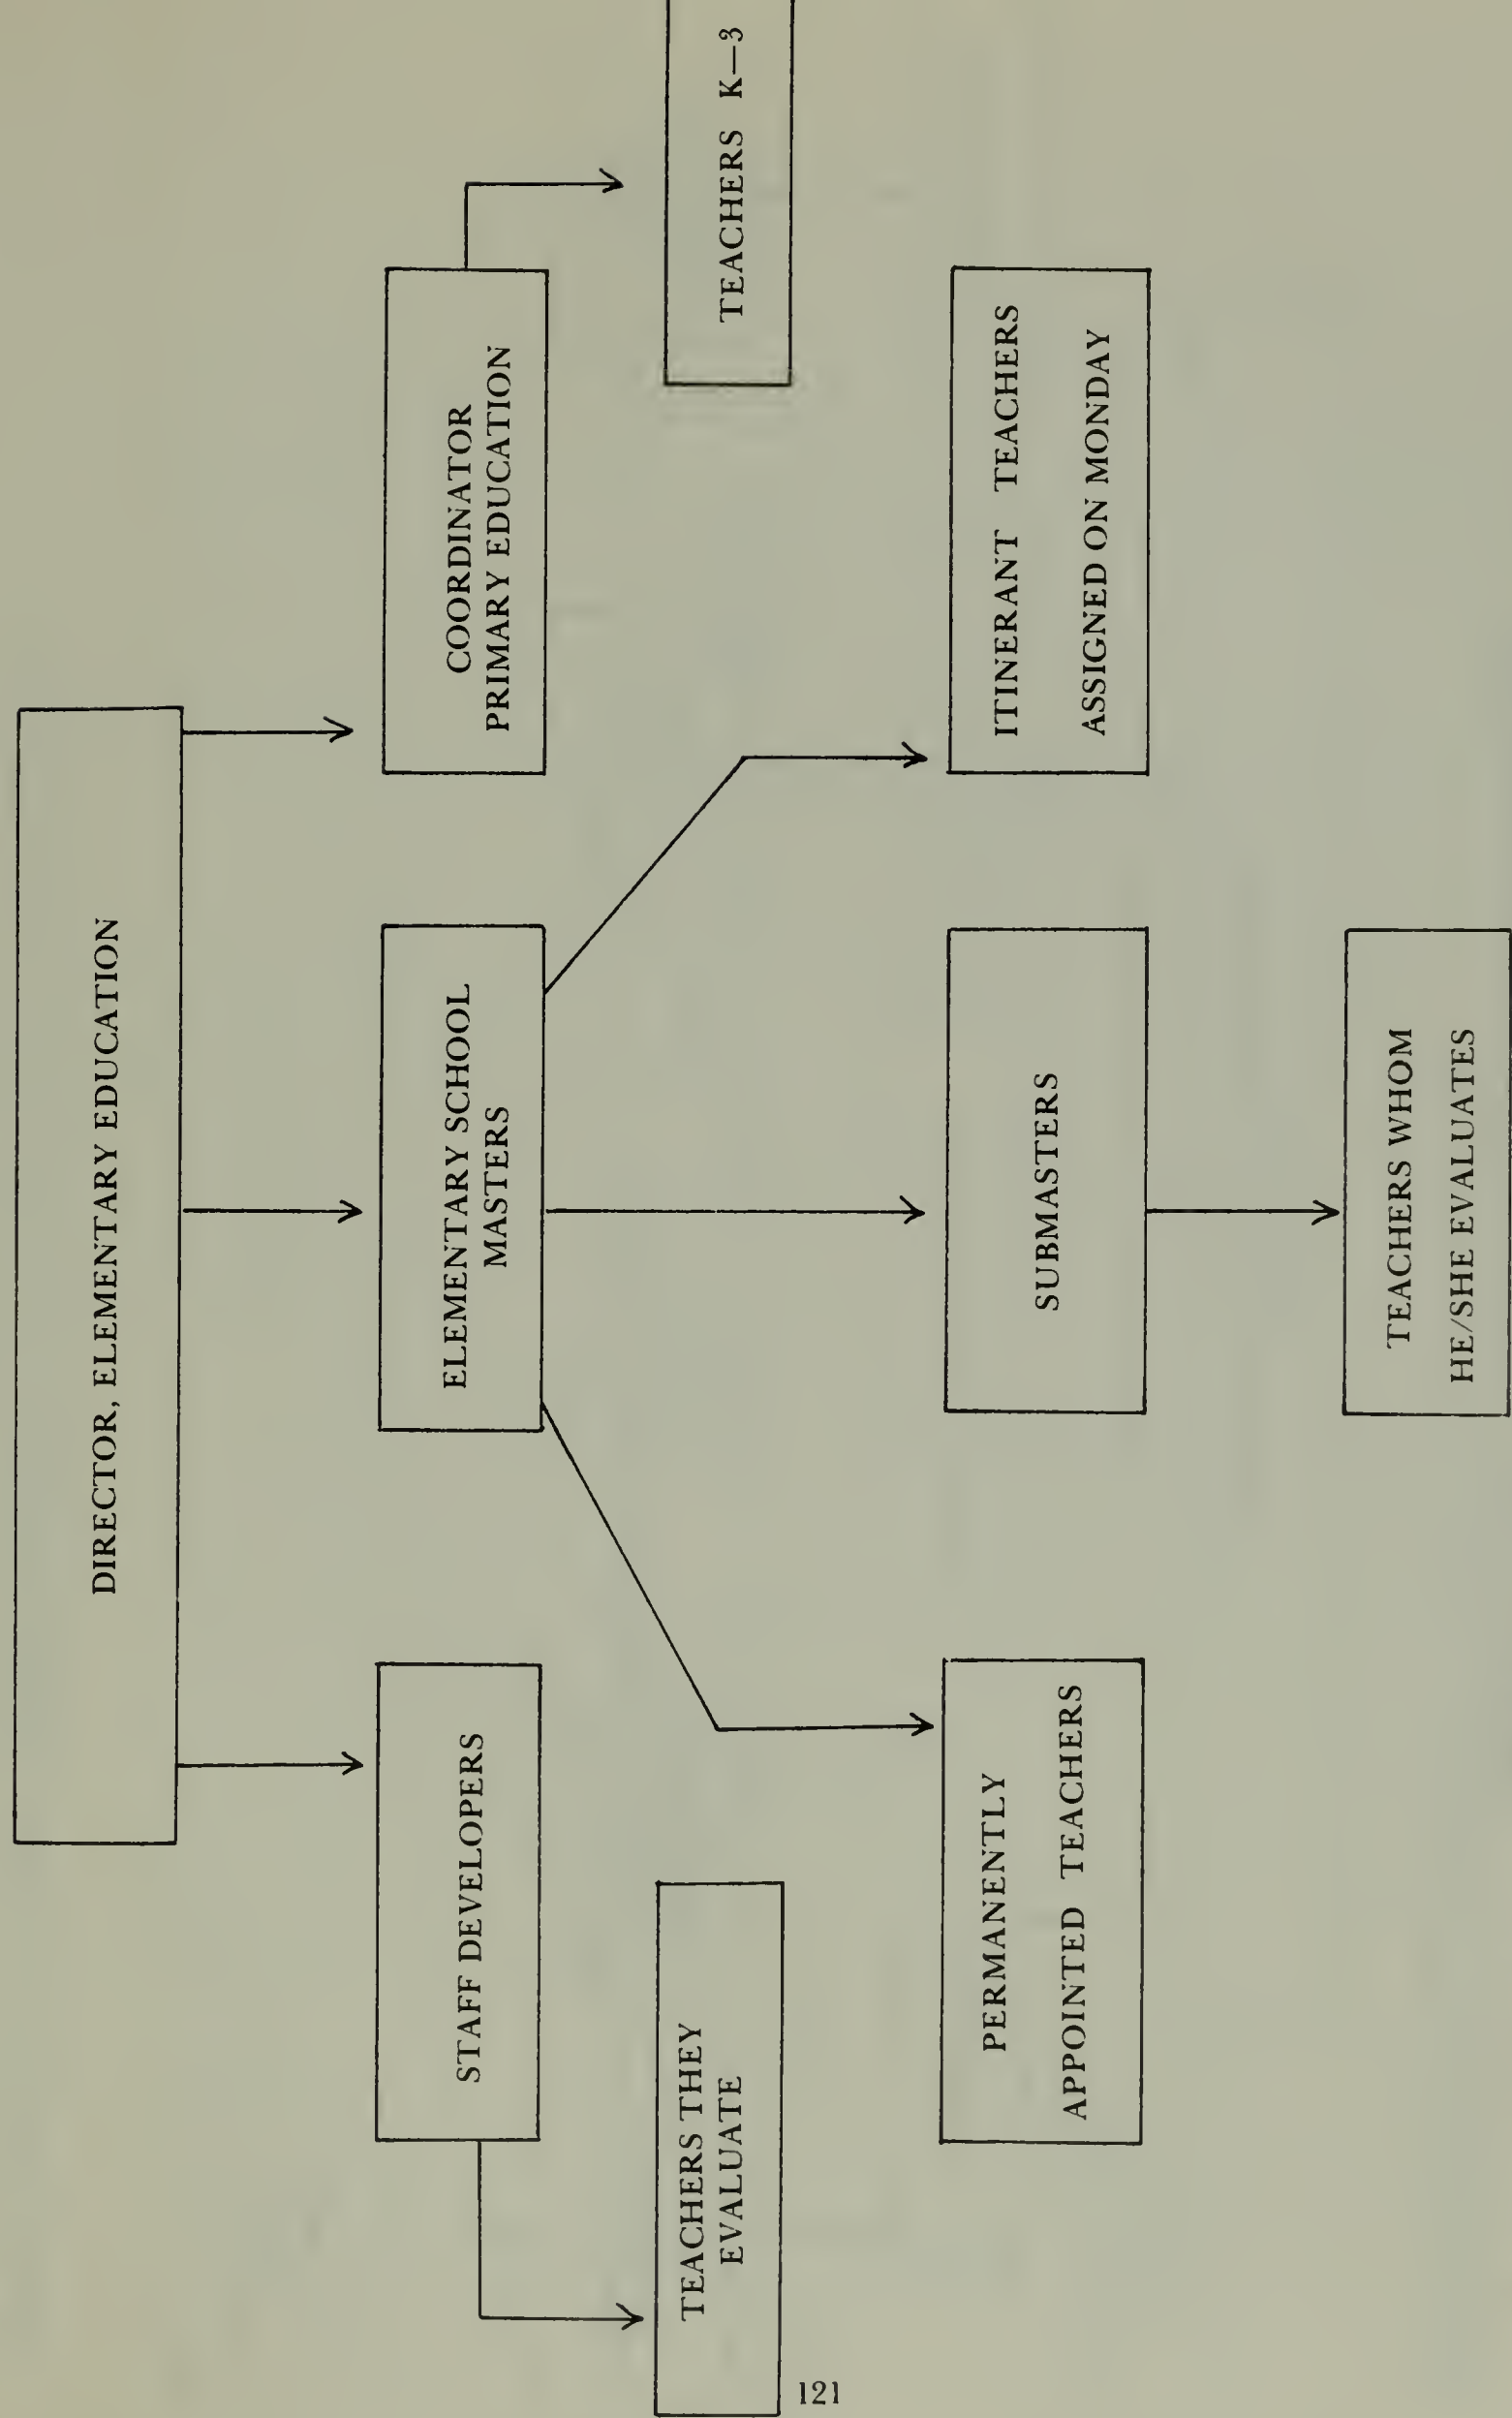 DIRECTOR, ELEMENTARY EDUCATION
STAFF DEVELOPERS
ELEMENTARY SCHOOL
MASTERS
COORDINATOR
PRIMARY EDUCATION
TEACHERS THEY
EVALUATE
TEACHERS K—3
PERMANENTLY
APPOINTED TEACHERS
SUBMASTERS
ITINERANT TEACHERS
ASSIGNED ON MONDAY
TEACHERS WHOM
HE/SHE EVALUATES
121